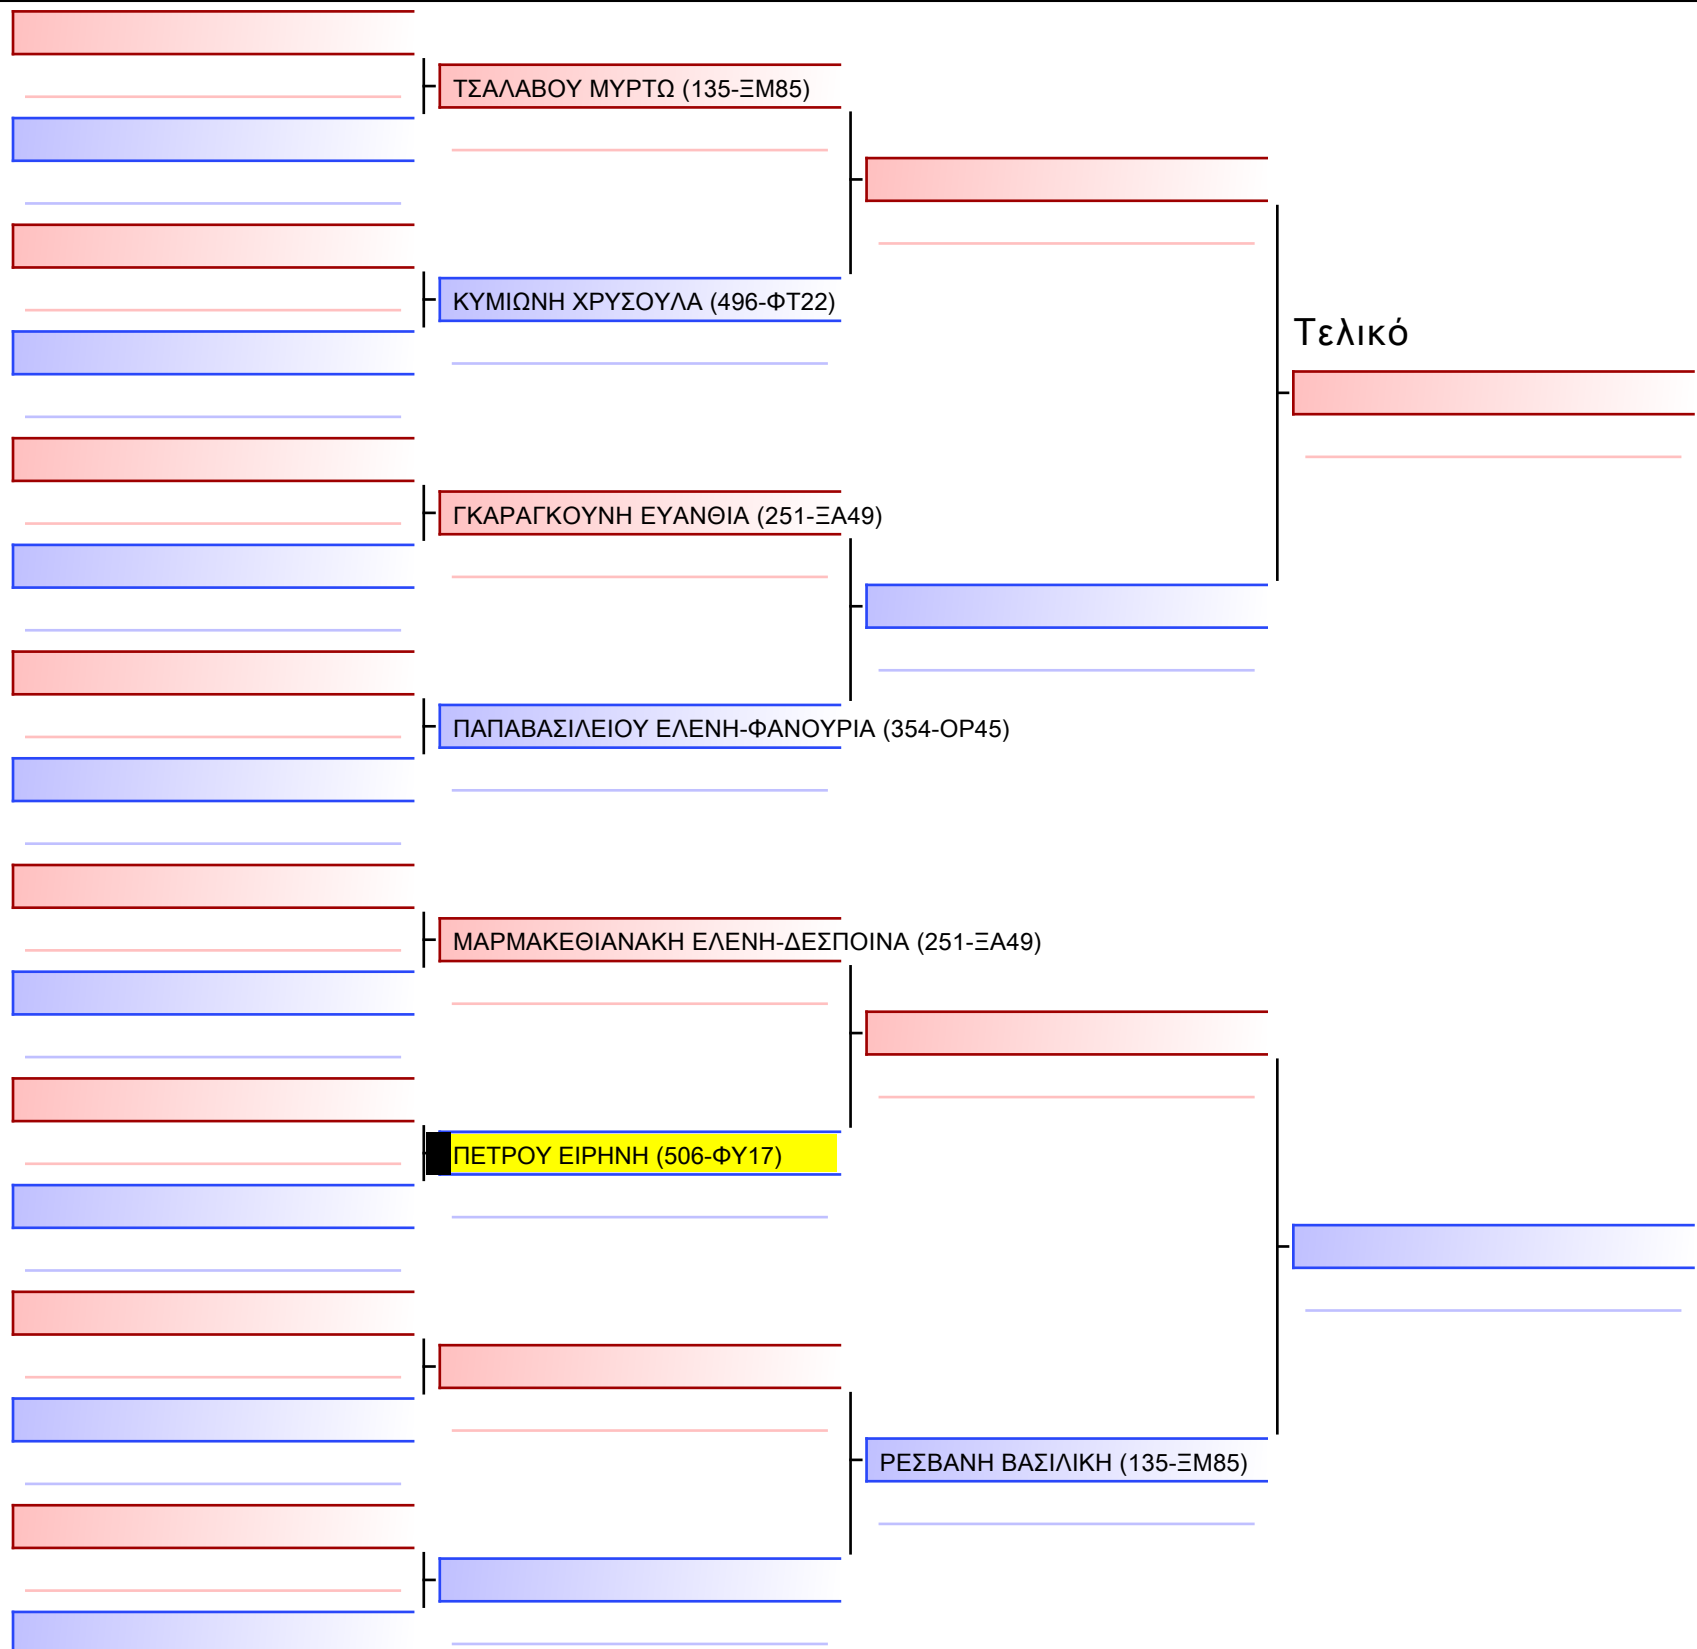 ΤΣΑΛΑΒΟΥ ΜΥΡΤΩ (135-ΞΜ85)
ΚΥΜΙΩΝΗ ΧΡΥΣΟΥΛΑ (496-ΦΤ22)
Τελικό
ΓΚΑΡΑΓΚΟΥΝΗ ΕΥΑΝΘΙΑ (251-ΞΑ49)
ΠΑΠΑΒΑΣΙΛΕΙΟΥ ΕΛΕΝΗ-ΦΑΝΟΥΡΙΑ (354-ΟΡ45)
ΜΑΡΜΑΚΕΘΙΑΝΑΚΗ ΕΛΕΝΗ-ΔΕΣΠΟΙΝΑ (251-ΞΑ49)
ΠΕΤΡΟΥ ΕΙΡΗΝΗ (506-ΦΥ17)
ΡΕΣΒΑΝΗ ΒΑΣΙΛΙΚΗ (135-ΞΜ85)